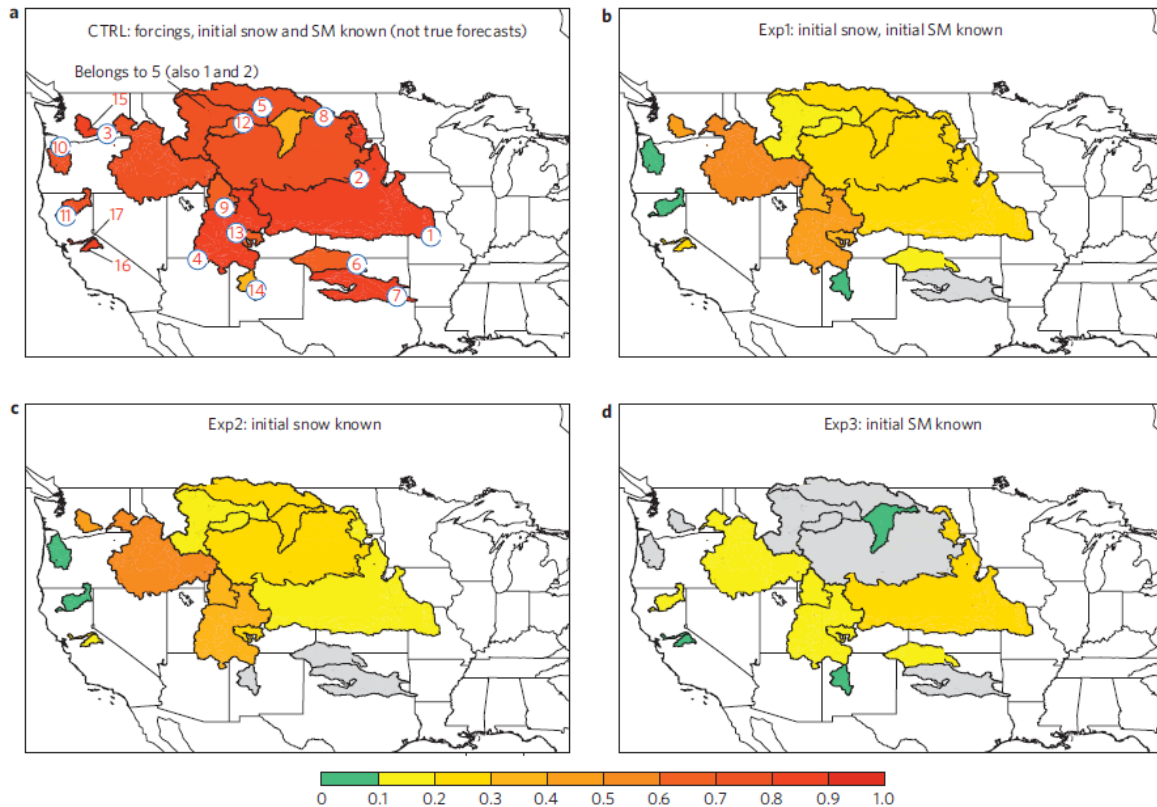 a
CTRL: forcings, initial snow and SM known (not true forecasts)
Belongs to 5 (also 1 and 2)
15
3
5
12
8
10
2
11
17
9
13
1
4
16
6
14
7
b
Exp1: initial snow, initial SM known
c
Exp2: initial snow known
d
Exp3: initial SM known
0 0.1 0.2 0.3 0.4 0.5 0.6 0.7 0.8 0.9 1.0